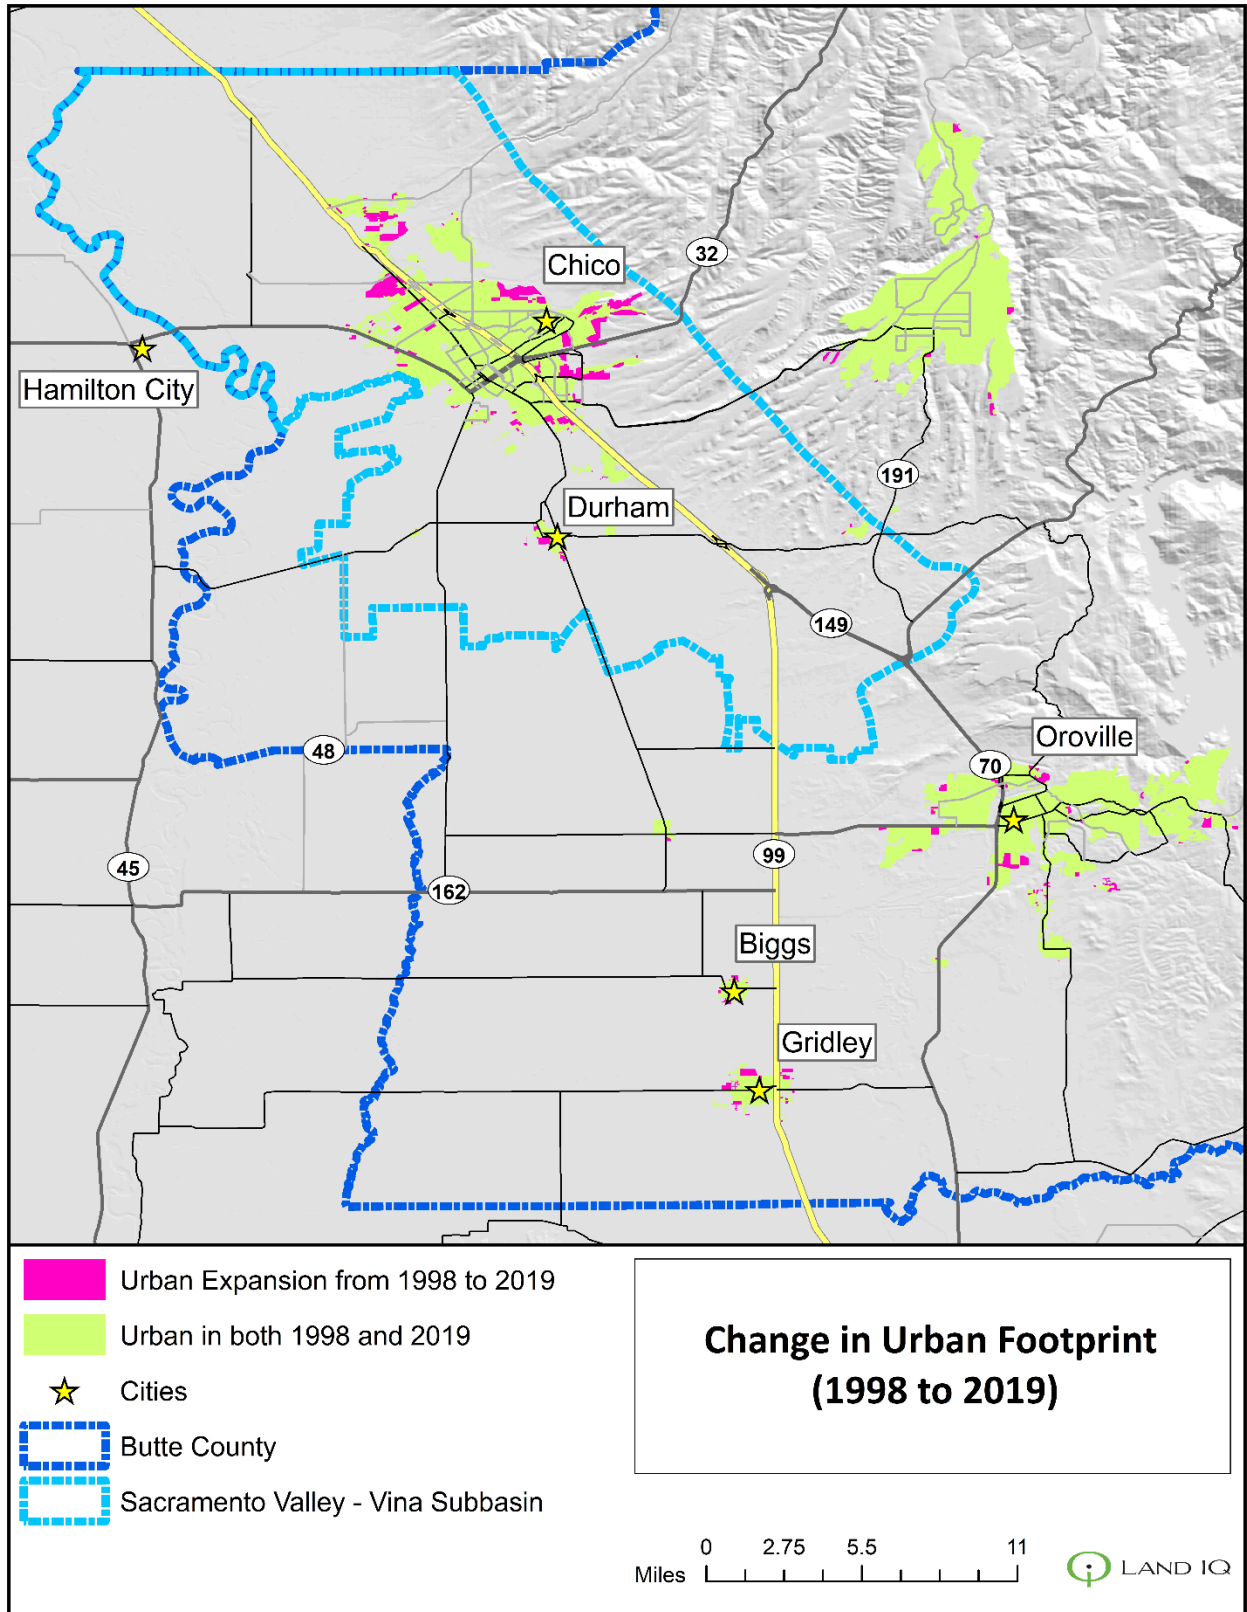 Chico
32
Hamilton City
191
Durham
149
Oroville
48
70
45
99
162
Biggs
Gridley
Urban Expansion from 1998 to 2019
Urban in both 1998 and 2019
Cities
Butte County
Sacramento Valley - Vina Subbasin
Change in Urban Footprint
(1998 to 2019)
0 2.75 5.5 11
Miles
LAND IQ